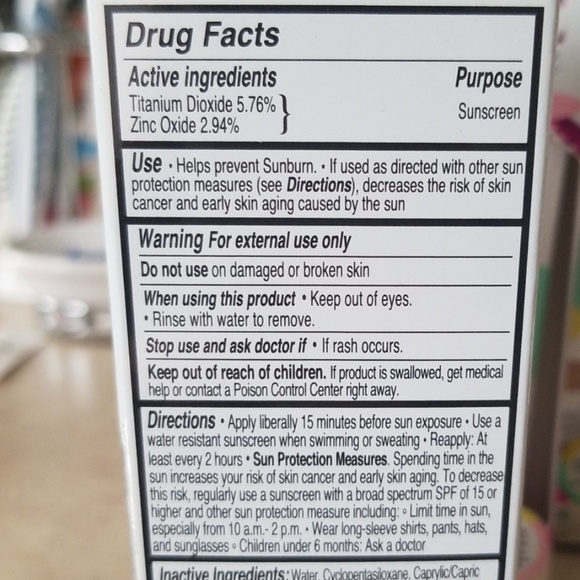 Drug Facts
Active ingredients Purpose
Titanium Dioxide 5.76% } Sunscreen
Zinc Oxide 2.94%
Use • Helps prevent Sunburn. • If used as directed with other sun
protection measures (see Directions), decreases the risk of skin
cancer and early skin aging caused by the sun
Warning For external use only
Do not use on damaged or broken skin
When using this product • Keep out of eyes.
• Rinse with water to remove.
Stop use and ask doctor if • If rash occurs.
Keep out of reach of children. If product is swallowed, get medical
help or contact a Poison Control Center right away.
Directions • Apply liberally 15 minutes before sun exposure • Use a
water resistant sunscreen when swimming or sweating • Reapply: At
least every 2 hours • Sun Protection Measures. Spending time in the
sun increases your risk of skin cancer and early skin aging. To decrease
this risk, regularly use a sunscreen with a broad spectrum SPF of 15 or
higher and other sun protection measure including: ◦ Limit time in sun,
especially from 10 a.m.- 2 p.m. • Wear long-sleeve shirts, pants, hats,
and sunglasses ◦ Children under 6 months: Ask a doctor
Inactive Ingredients: Water, Cyclopentasiloxane, Caprylic/Capric